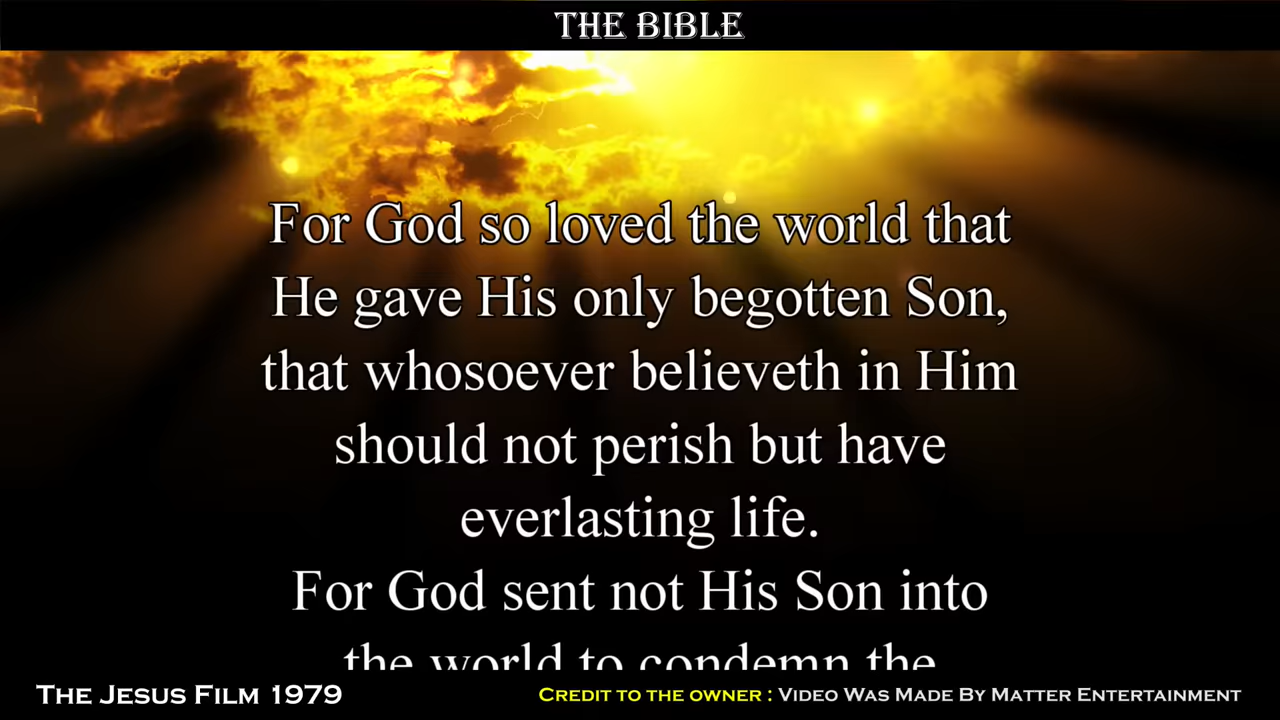 THE BIBLE
For God so loved the world that
He gave His only begotten Son,
that whosoever believeth in Him
should not perish but have
everlasting life.
For God sent not His Son into
the world to condemn the
THE JESUS FILM 1979
CREDIT TO THE OWNER : VIDEO WAS MADE BY MATTER ENTERTAINMENT